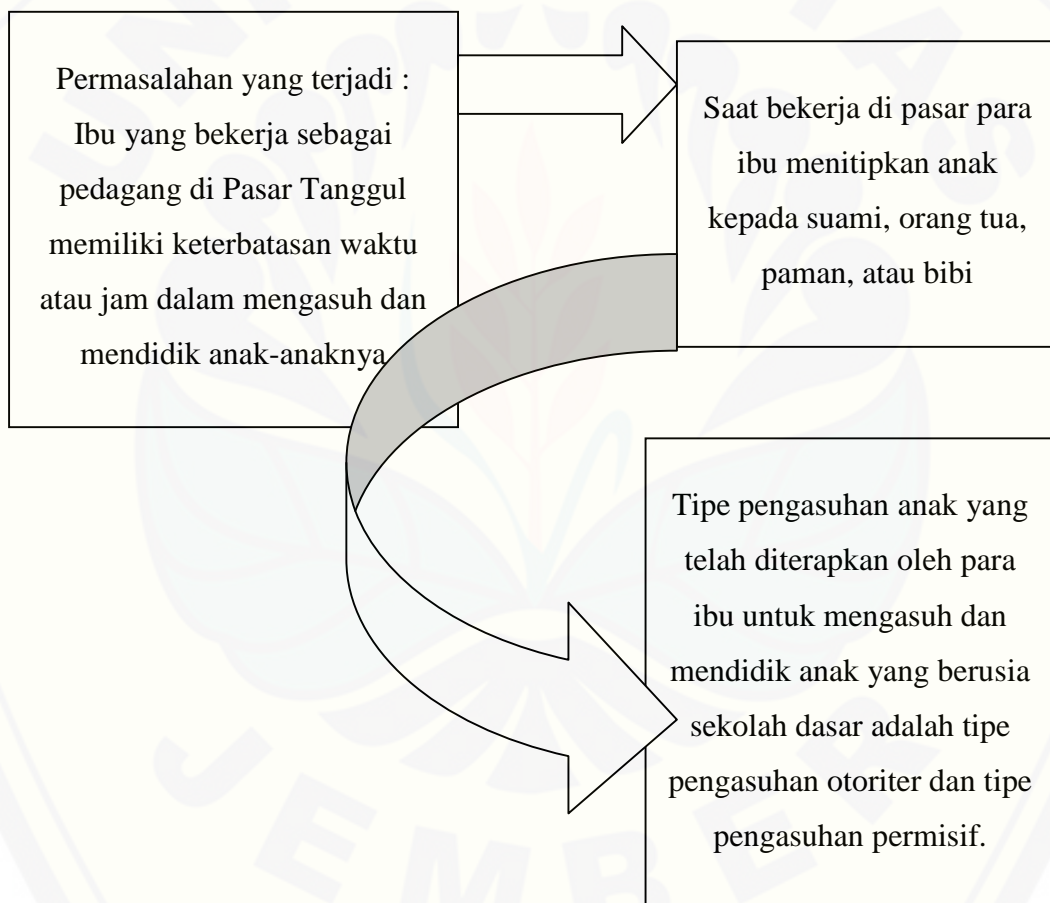 Permasalahan yang terjadi :
Ibu yang bekerja sebagai
pedagang di Pasar Tanggul
memiliki keterbatasan waktu
atau jam dalam mengasuh dan
mendidik anak-anaknya
Saat bekerja di pasar para
ibu menitipkan anak
kepada suami, orang tua,
paman, atau bibi
Tipe pengasuhan anak yang
telah diterapkan oleh para
ibu untuk mengasuh dan
mendidik anak yang berusia
sekolah dasar adalah tipe
pengasuhan otoriter dan tipe
pengasuhan permisif.
JEMBER